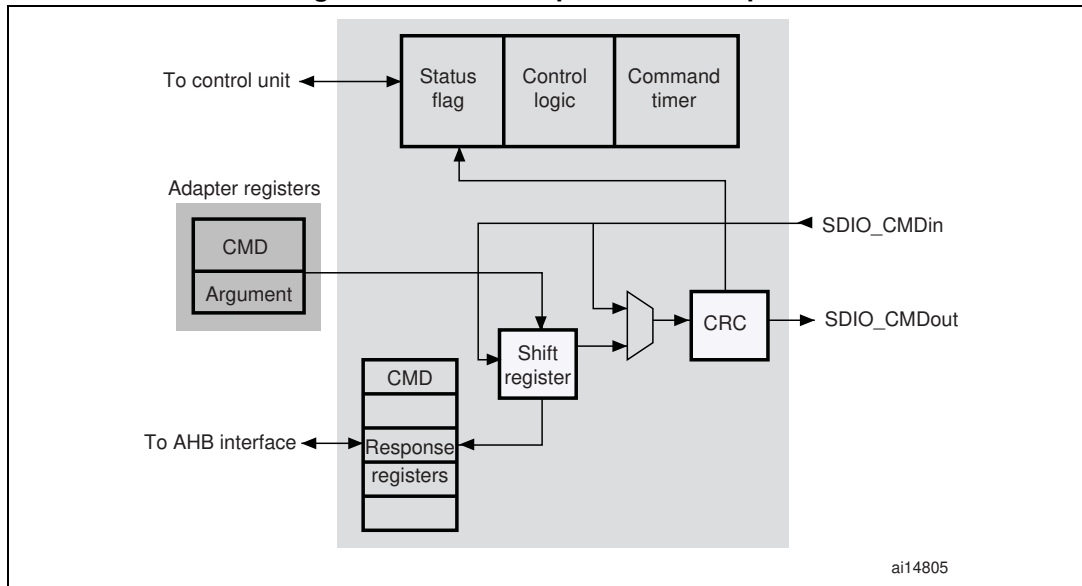 To control unit
Status
flag
Control
logic
Command
timer
Adapter registers
CMD
Argument
SDIO_CMDin
CRC
SDIO_CMDout
Shift
register
CMD
To AHB interface
Response
registers
ai14805